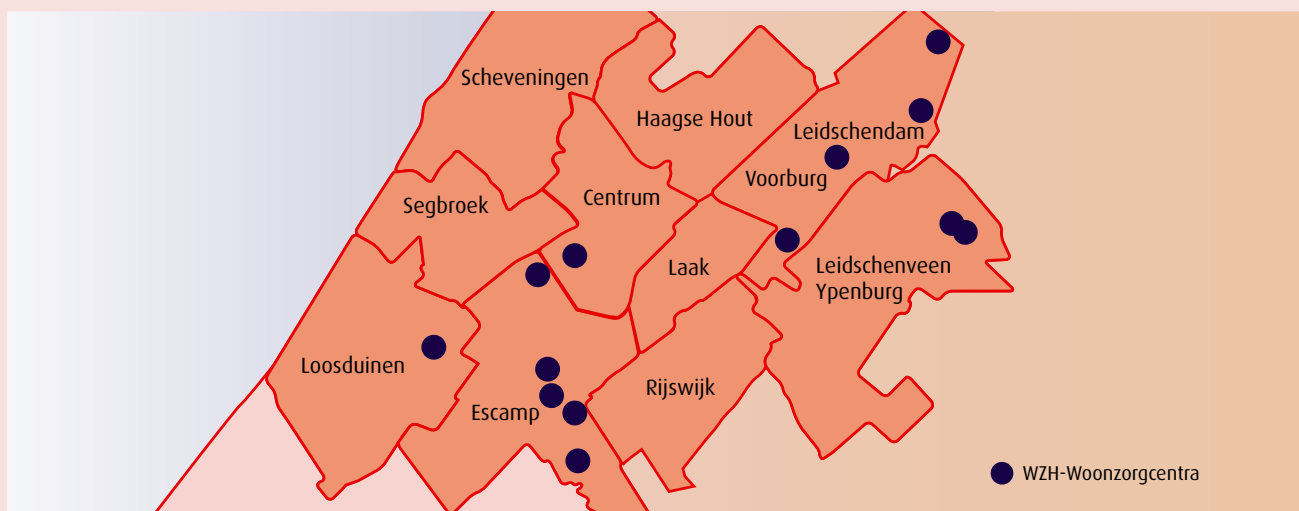 Scheveningen
Haagse Hout
Leidschendam
Voorburg
Centrum
Segbroek
Laak
Leidschenveen
Ypenburg
Loosduinen
Rijswijk
Escamp
WZH-Woonzorgcentra